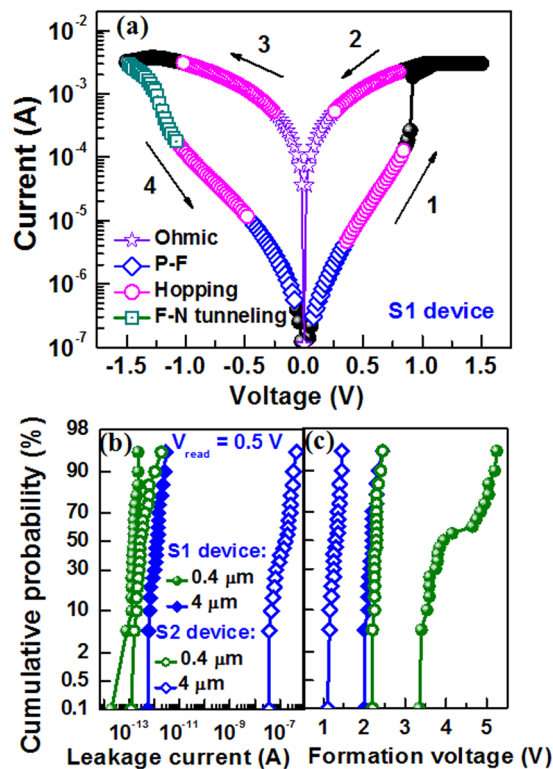 (a)
3
2
4
1
Ohmic
P-F
Hopping
F-N tunneling
S1 device
Current (A)
10-2
10-3
10-4
10-5
10-6
10-7
-1.5 -1.0 -0.5 0.0 0.5 1.0 1.5
Voltage (V)
Cumulative probability (%)
98
90
70
50
30
10
2
0.5
0.1
(b)
Vread = 0.5 V
S1 device:
0.4 μm
4 μm
S2 device:
0.4 μm
4 μm
10-13 10-11 10-9 10-7
Leakage current (A)
(c)
1 2 3 4 5
Formation voltage (V)